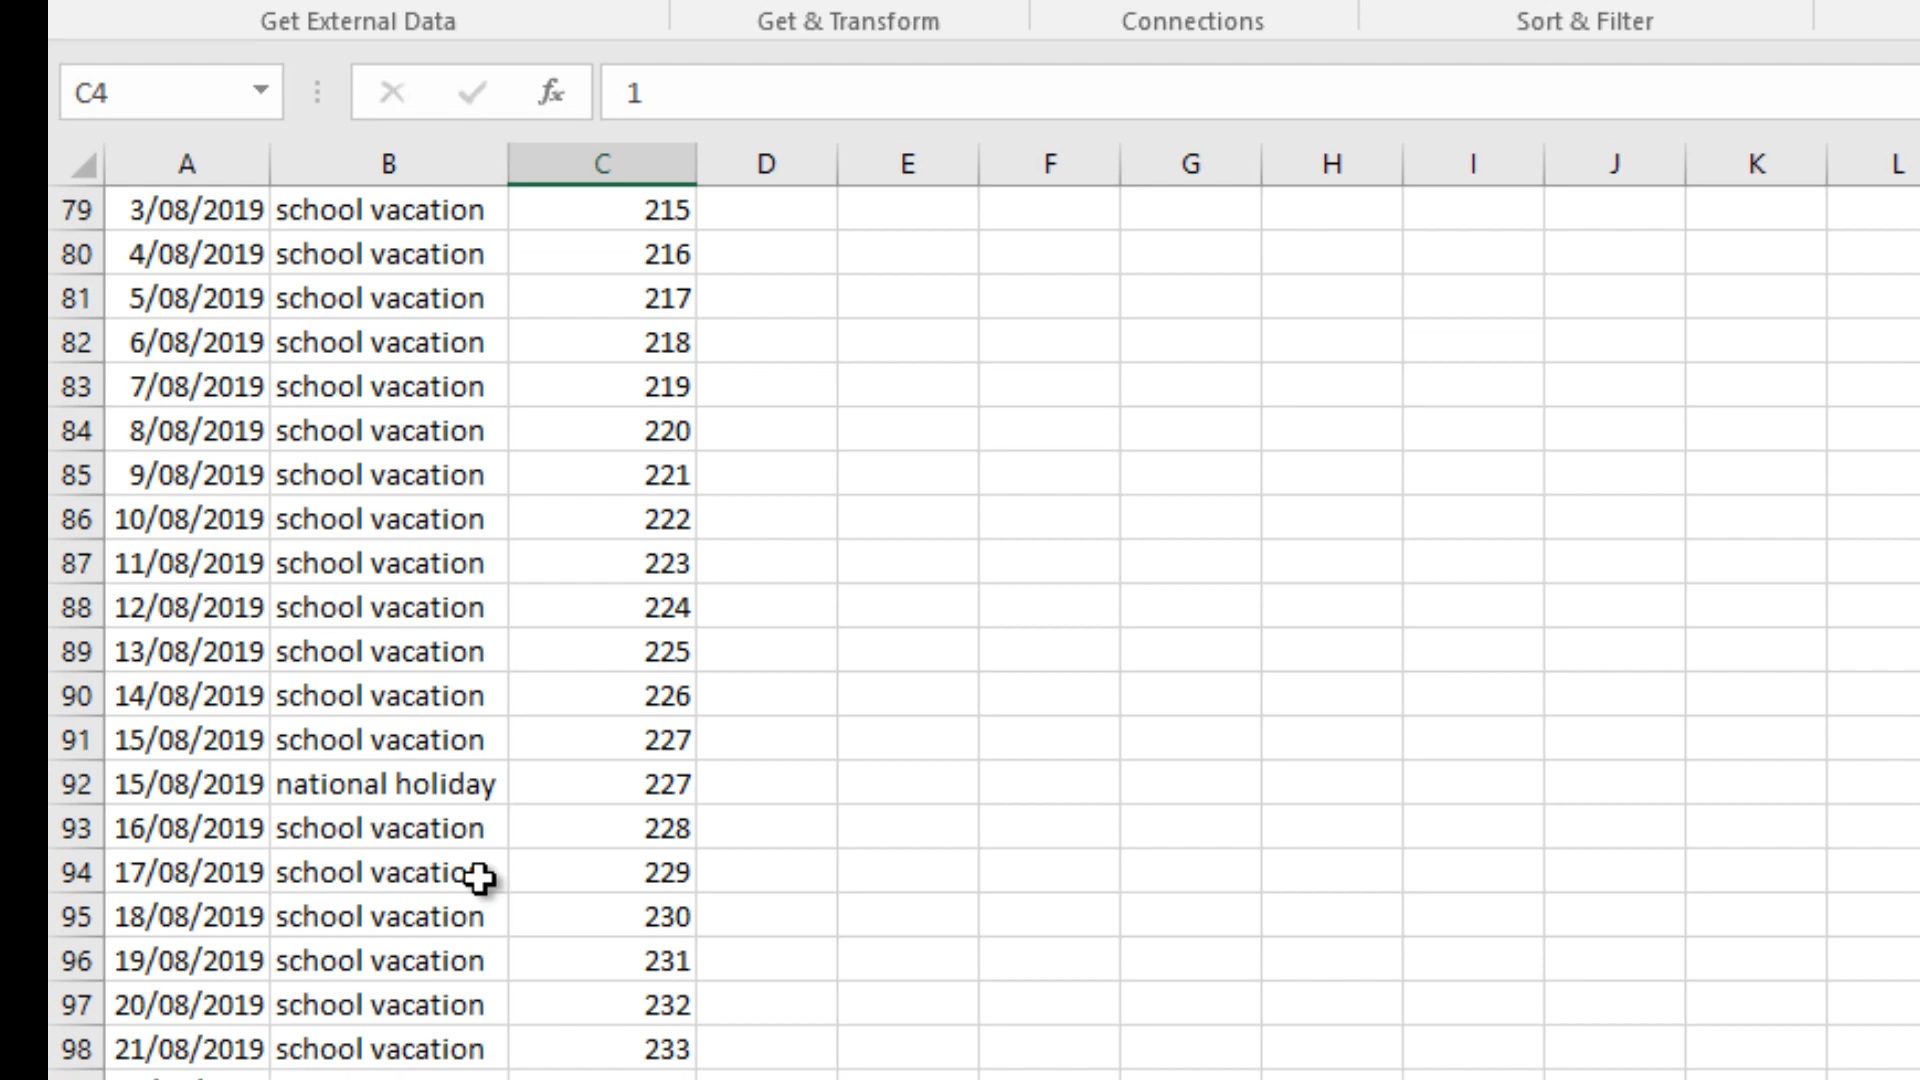 Get External Data Get & Transform Connections Sort & Filter
C4 fx 1
A B C D E F G H I J K L
79 3/08/2019 school vacation 215
80 4/08/2019 school vacation 216
81 5/08/2019 school vacation 217
82 6/08/2019 school vacation 218
83 7/08/2019 school vacation 219
84 8/08/2019 school vacation 220
85 9/08/2019 school vacation 221
86 10/08/2019 school vacation 222
87 11/08/2019 school vacation 223
88 12/08/2019 school vacation 224
89 13/08/2019 school vacation 225
90 14/08/2019 school vacation 226
91 15/08/2019 school vacation 227
92 15/08/2019 national holiday 227
93 16/08/2019 school vacation 228
94 17/08/2019 school vacation 229
95 18/08/2019 school vacation 230
96 19/08/2019 school vacation 231
97 20/08/2019 school vacation 232
98 21/08/2019 school vacation 233